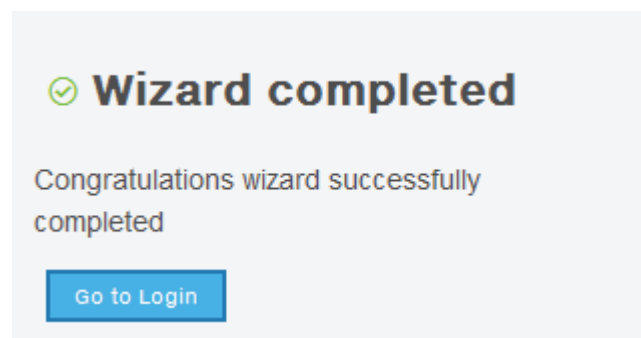 Wizard completed
Congratulations wizard successfully
completed
Go to Login